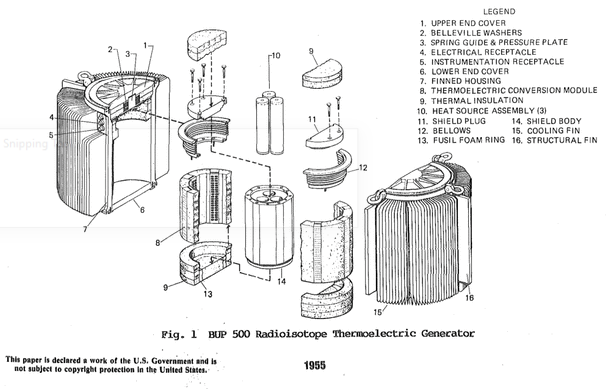 LEGEND
1. UPPER END COVER
2. BELLEVILLE WASHERS
3. SPRING GUIDE & PRESSURE PLATE
4. ELECTRICAL RECEPTACLE
5. INSTRUMENTATION RECEPTACLE
6. LOWER END COVER
7. FINNED HOUSING
8. THERMOELECTRIC CONVERSION MODULE
9. THERMAL INSULATION
10. HEAT SOURCE ASSEMBLY (3)
11. SHIELD PLUG 14. SHIELD BODY
12. BELLOWS 15. COOLING FIN
13. FUSIL FOAM RING 16. STRUCTURAL FIN
2
3
1
10
9
4
5
11
12
6
7
8
9
13
14
15
16
Snipping
Fig. 1 BUP 500 Radioisotope Thermoelectric Generator
This paper is declared a work of the U.S. Government and is
not subject to copyright protection in the United States.
1955